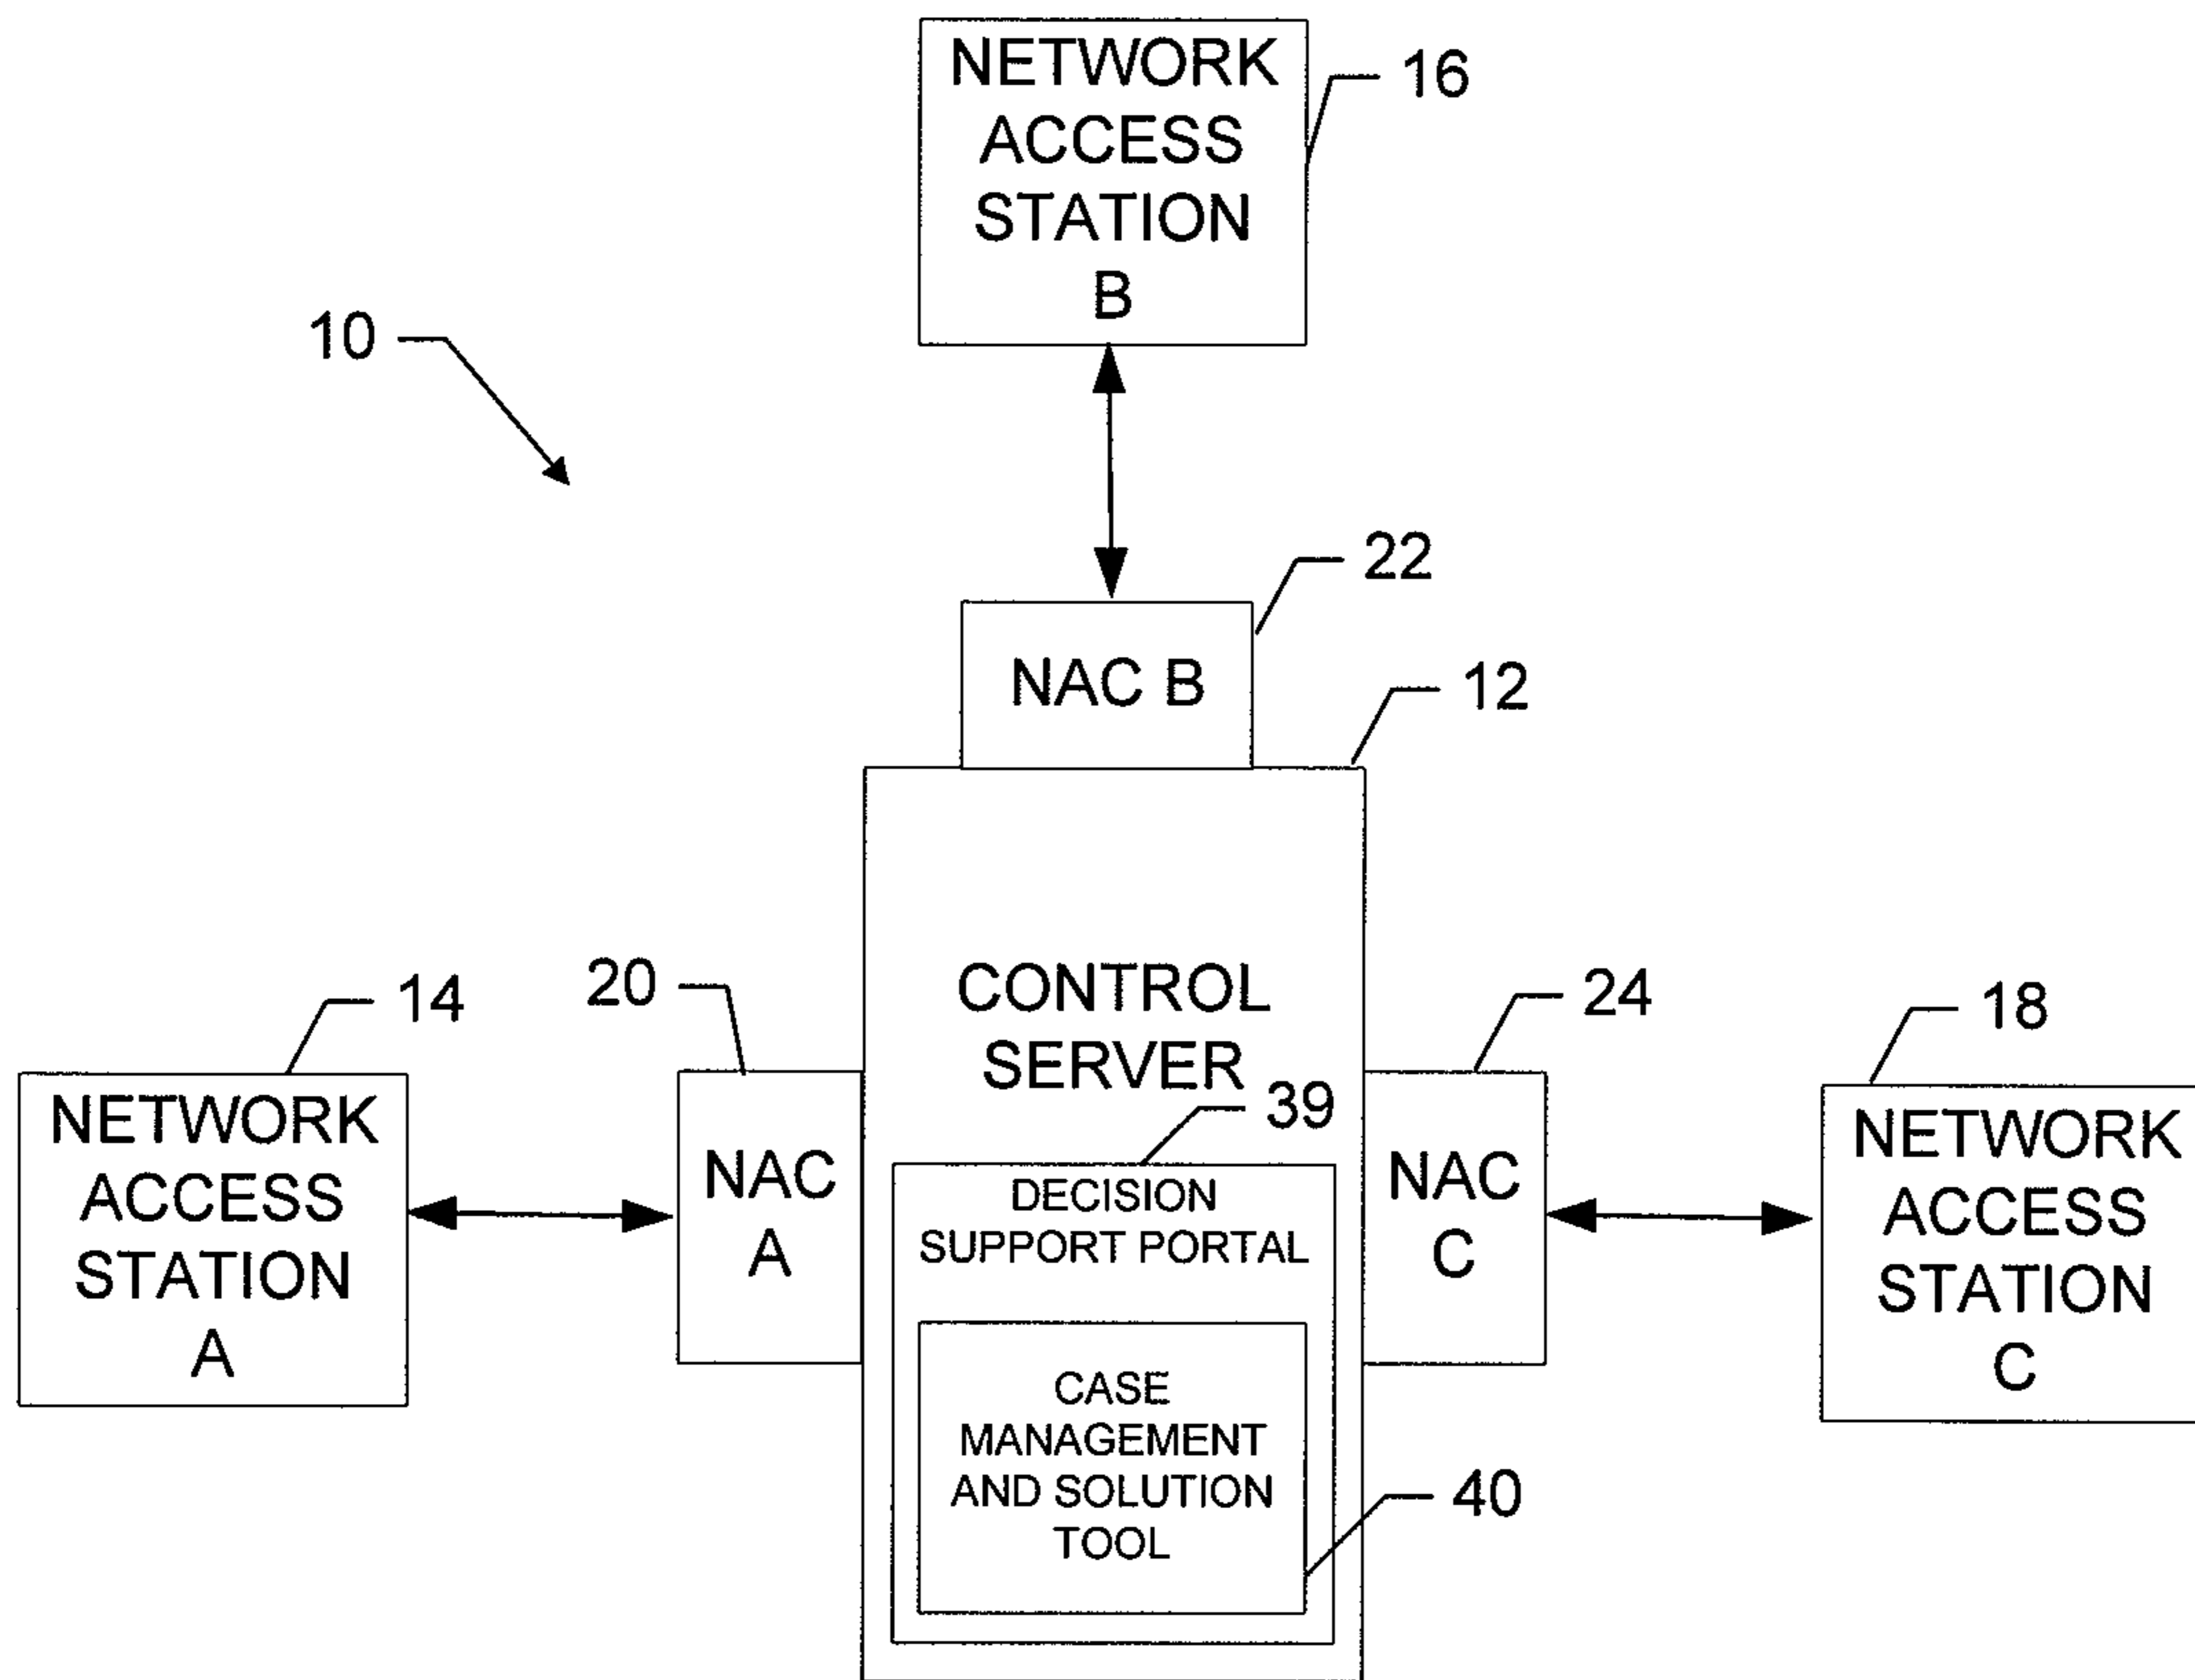 NETWORK
ACCESS
STATION
B
16
10
22
NAC B
12
CONTROL
SERVER
20
14
24
18
NETWORK
ACCESS
STATION
A
NAC
A
39
DECISION
SUPPORT PORTAL
CASE
MANAGEMENT
AND SOLUTION
TOOL
40
NAC
C
NETWORK
ACCESS
STATION
C